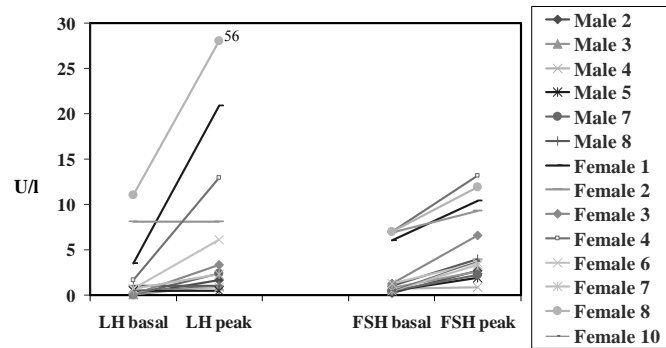 30
56
25
20
15
U/l
10
5
0
LH basal LH peak FSH basal FSH peak
Male 2
Male 3
Male 4
Male 5
Male 7
Male 8
Female 1
Female 2
Female 3
Female 4
Female 6
Female 7
Female 8
Female 10